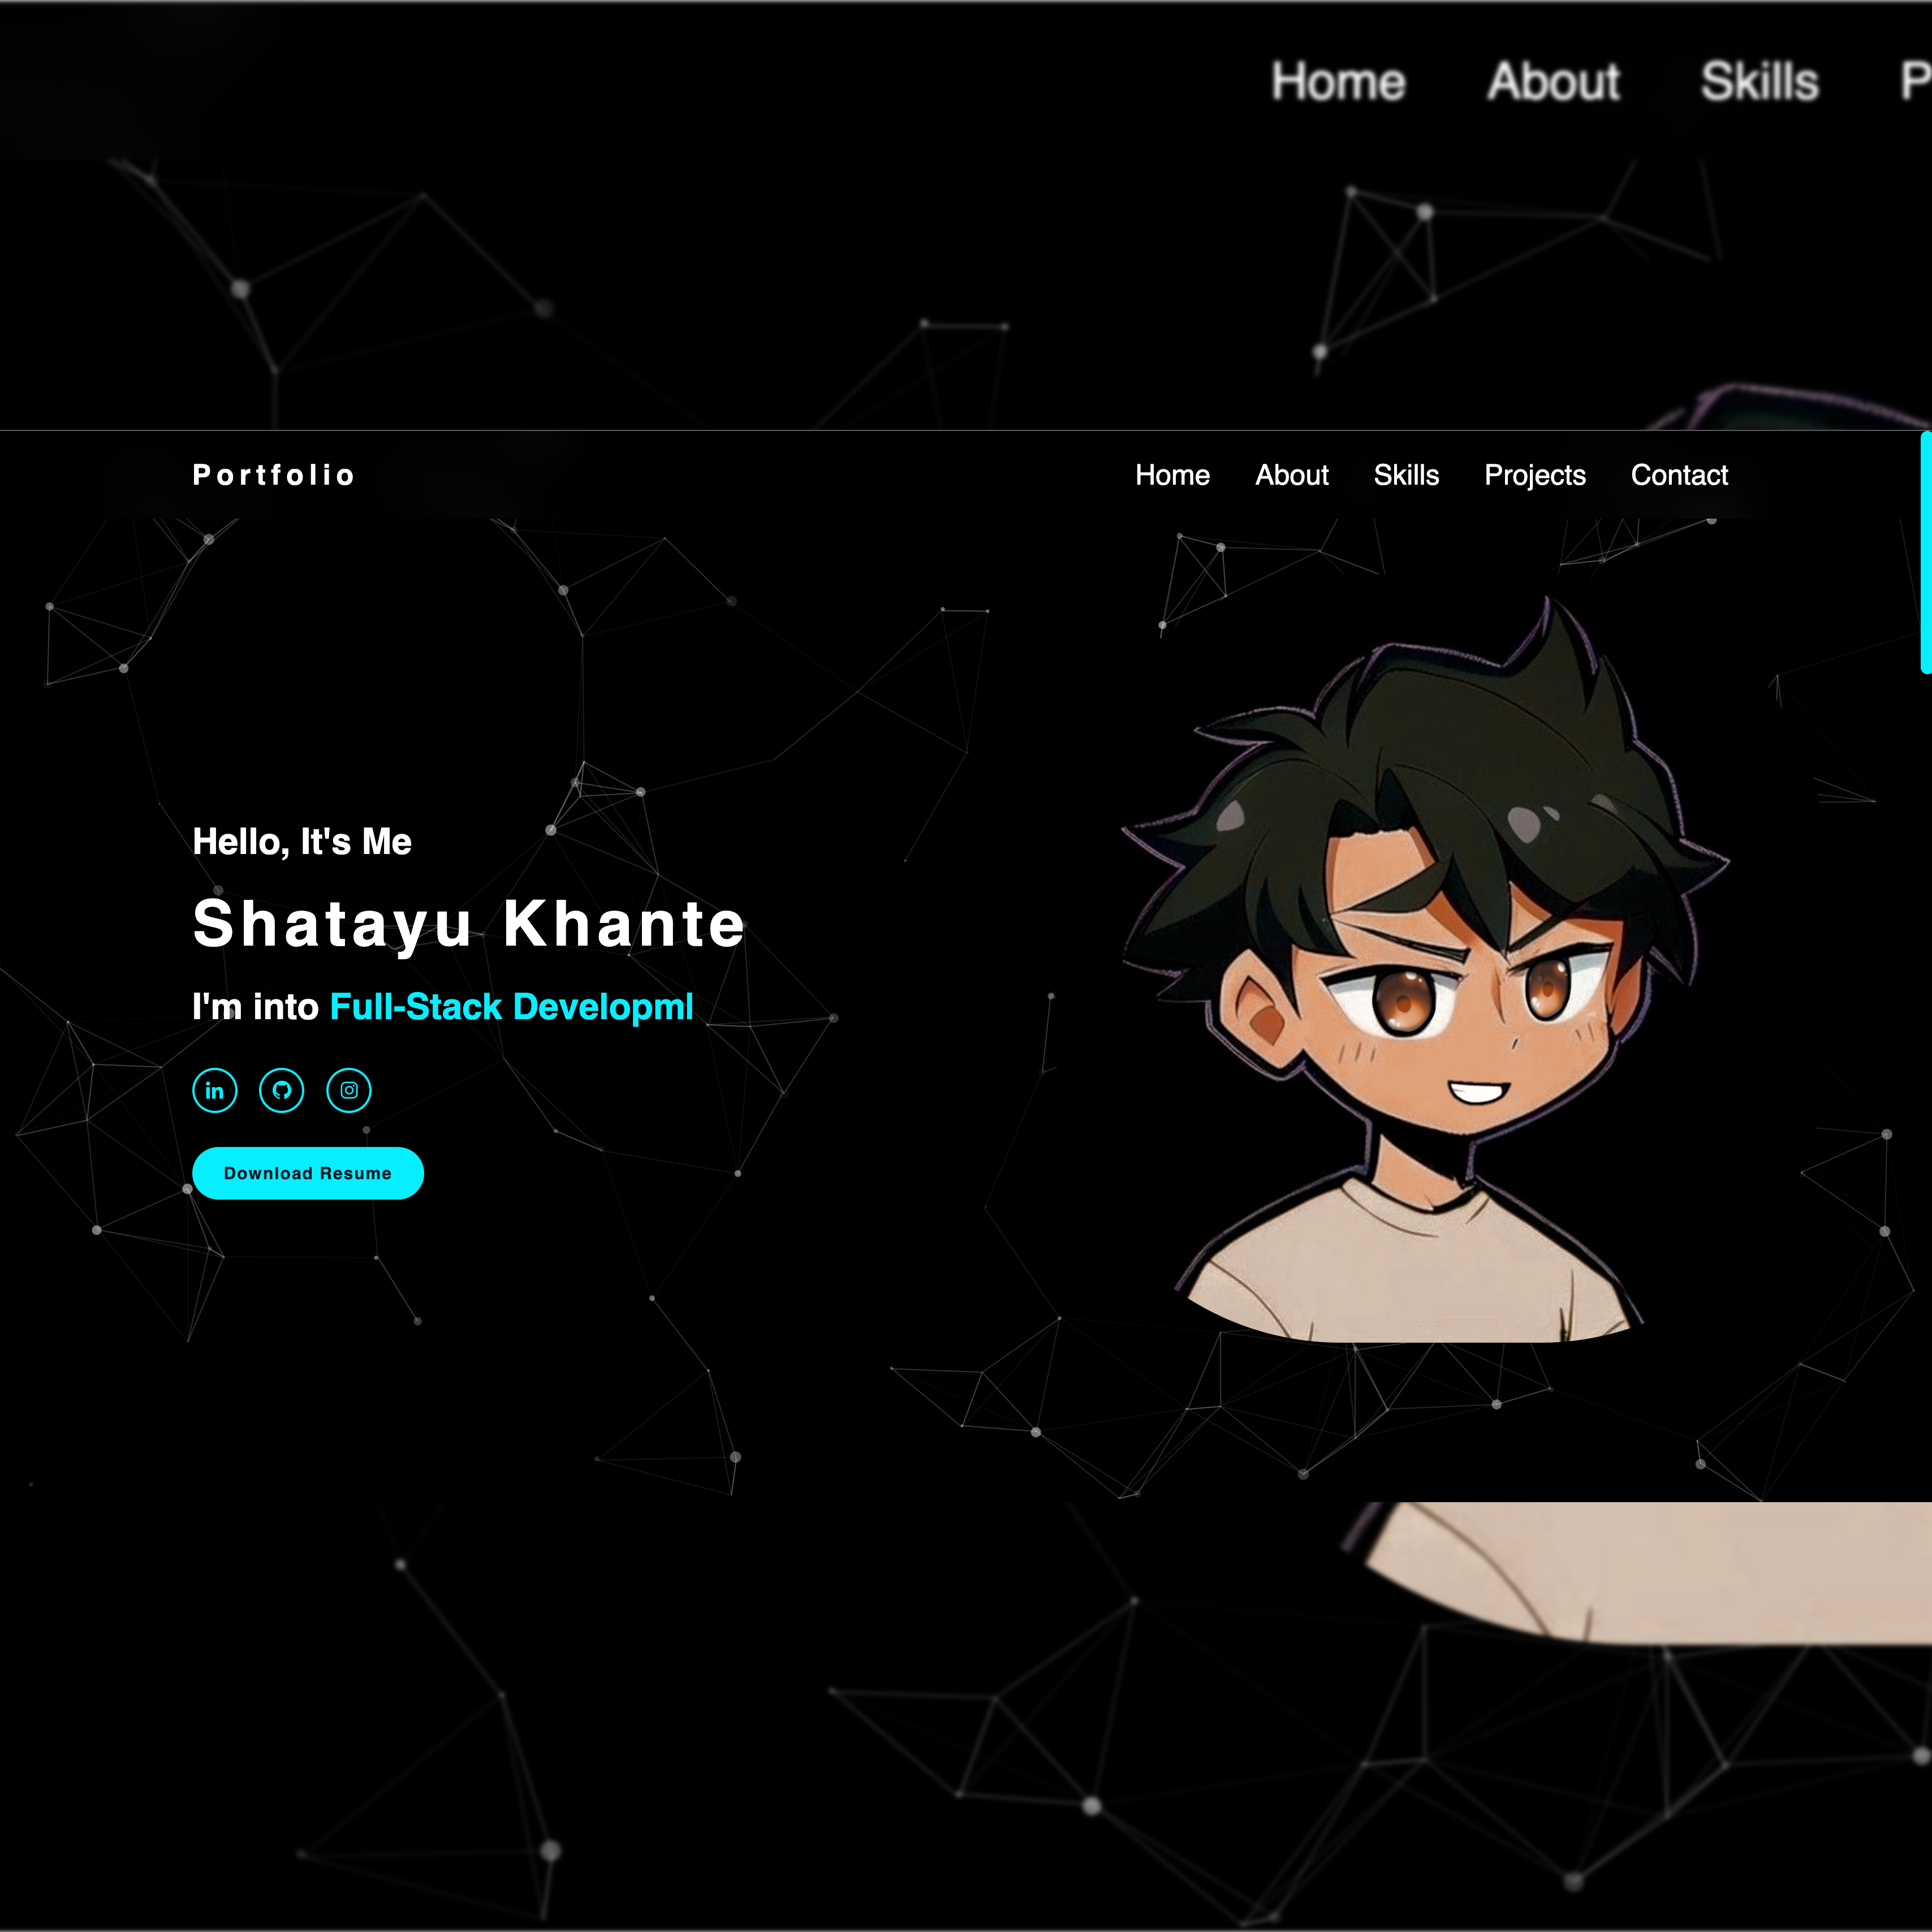 Home About Skills P
Portfolio Home About Skills Projects Contact
Hello, It's Me
Shatayu Khante
I'm into Full-Stack Developml
in
Download Resume